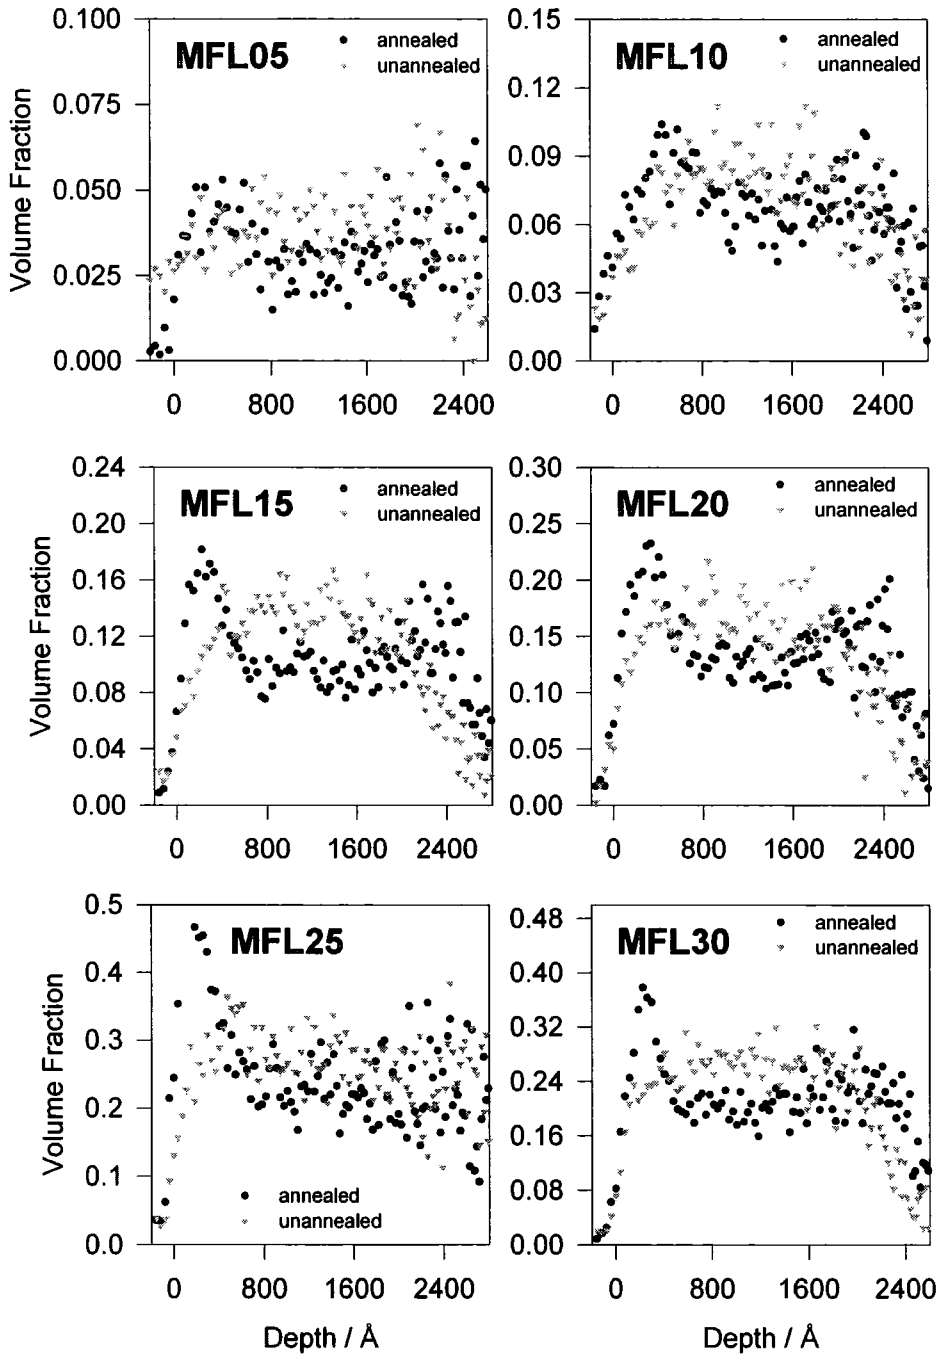 MFL05
annealed
unannealed
0.100
0.075
0.050
0.025
0.000
0
800
1600
2400
Volume Fraction
MFL10
annealed
unannealed
0.15
0.12
0.09
0.06
0.03
0.00
0
800
1600
2400
MFL15
annealed
unannealed
0.24
0.20
0.16
0.12
0.08
0.04
0.00
0
800
1600
2400
Volume Fraction
MFL20
annealed
unannealed
0.30
0.25
0.20
0.15
0.10
0.05
0.00
0
800
1600
2400
MFL25
annealed
unannealed
0.5
0.4
0.3
0.2
0.1
0.0
0
800
1600
2400
Volume Fraction
Depth / Å
MFL30
annealed
unannealed
0.48
0.40
0.32
0.24
0.16
0.08
0.00
0
800
1600
2400
Depth / Å